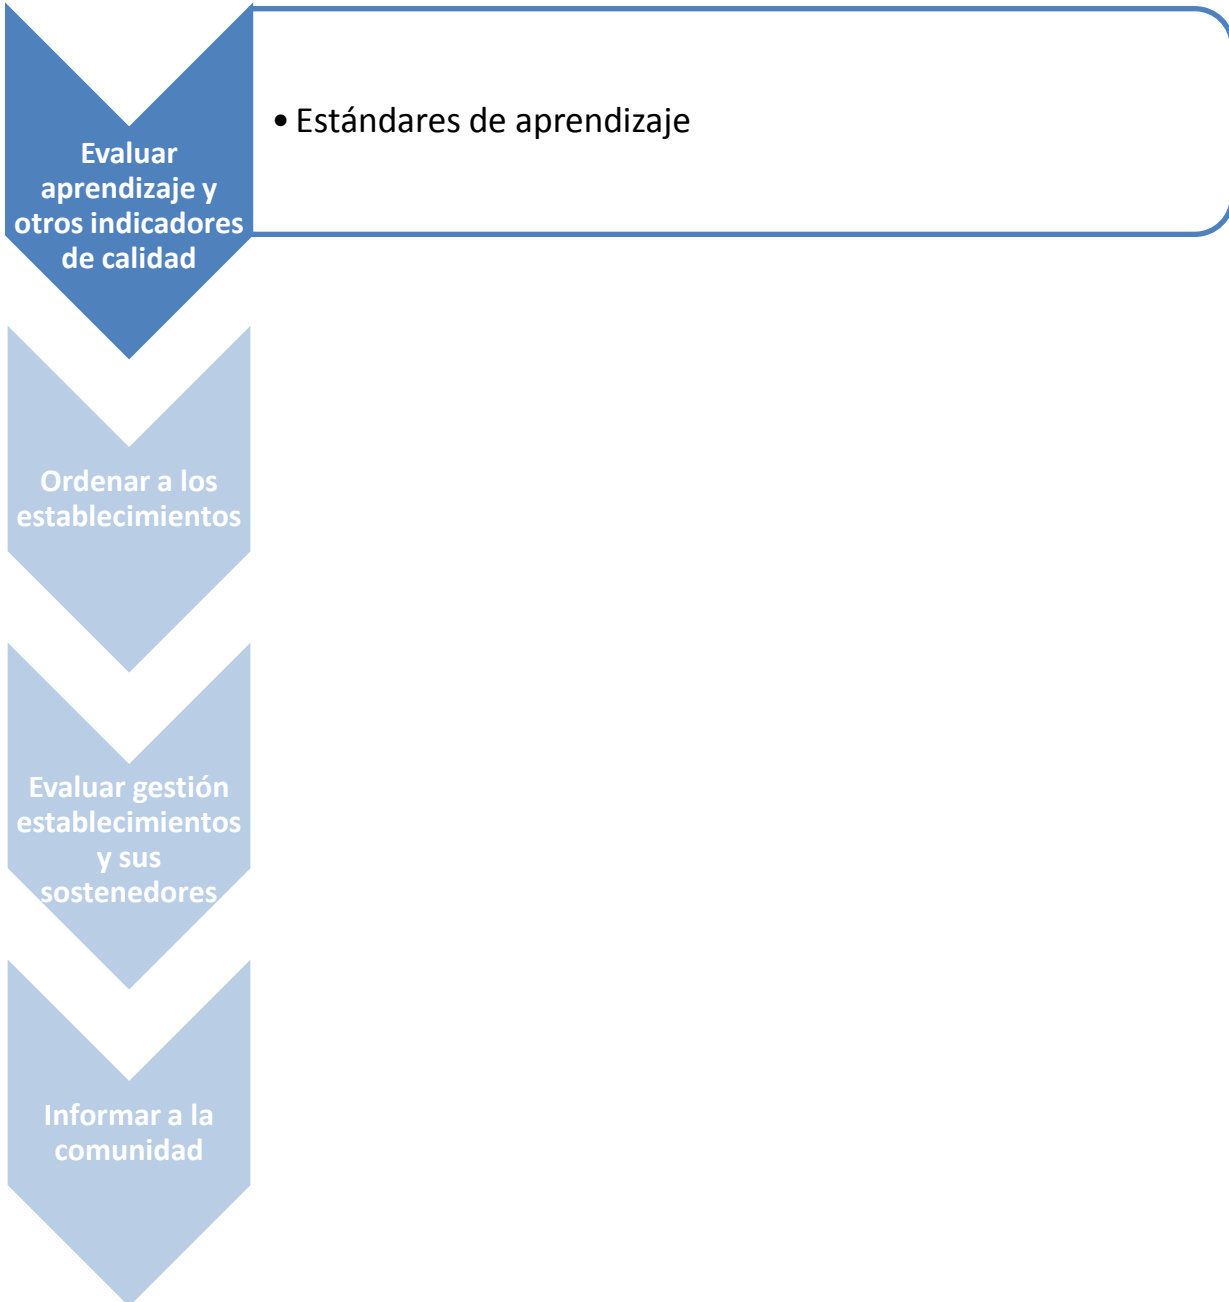 Evaluar
aprendizaje y
otros indicadores
de calidad
• Estándares de aprendizaje
Ordenar a los
establecimientos
Evaluar gestión
establecimientos
y sus
sostenedores
Informar a la
comunidad